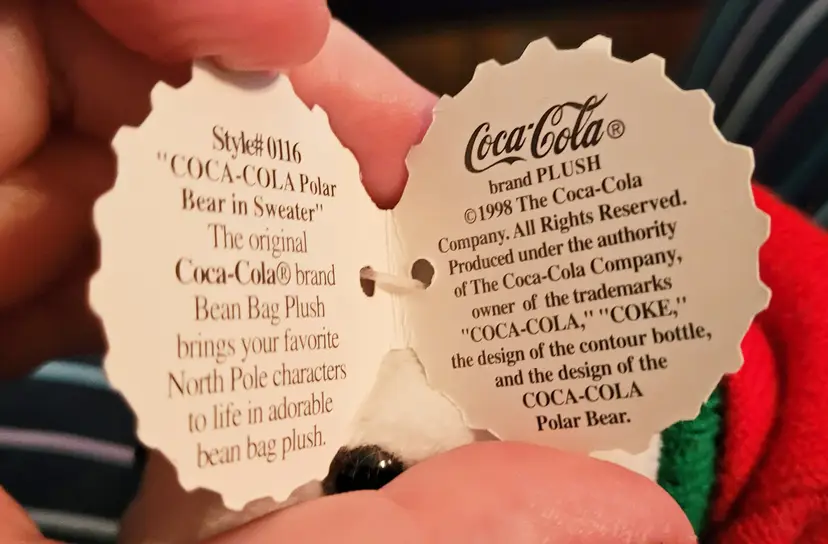 Style# 0116
"COCA-COLA Polar
Bear in Sweater"
The original
Coca-Cola® brand
Bean Bag Plush
brings your favorite
North Pole characters
to life in adorable
bean bag plush.
Coca-Cola®
brand PLUSH
©1998 The Coca-Cola
Company. All Rights Reserved.
Produced under the authority
of The Coca-Cola Company,
owner of the trademarks
"COCA-COLA," "COKE,"
the design of the contour bottle,
and the design of the
COCA-COLA
Polar Bear.